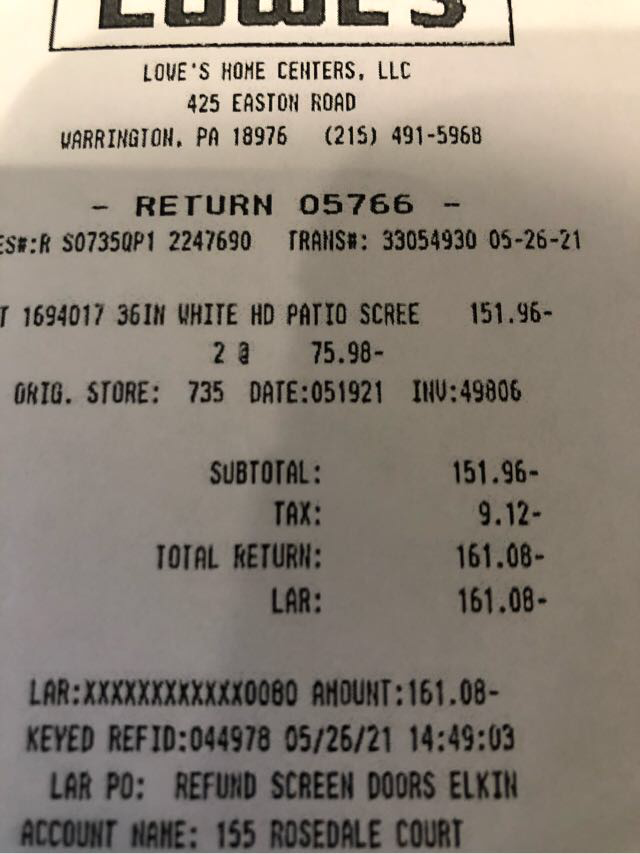 LOWE'S
LOWE'S HOME CENTERS, LLC
425 EASTON ROAD
WARRINGTON, PA 18976 (215) 491-5968
- RETURN 05766 -
ES#:R S0735QP1 2247690 TRANS#: 33054930 05-26-21
T 1694017 36IN WHITE HD PATIO SCREE 151.96-
2 @ 75.98-
ORIG. STORE: 735 DATE:051921 INV:49806
SUBTOTAL: 151.96-
TAX: 9.12-
TOTAL RETURN: 161.08-
LAR: 161.08-
LAR:XXXXXXXXXXXX0080 AMOUNT:161.08-
KEYED REFID:044978 05/26/21 14:49:03
LAR PO: REFUND SCREEN DOORS ELKIN
ACCOUNT NAME: 155 ROSEDALE COURT